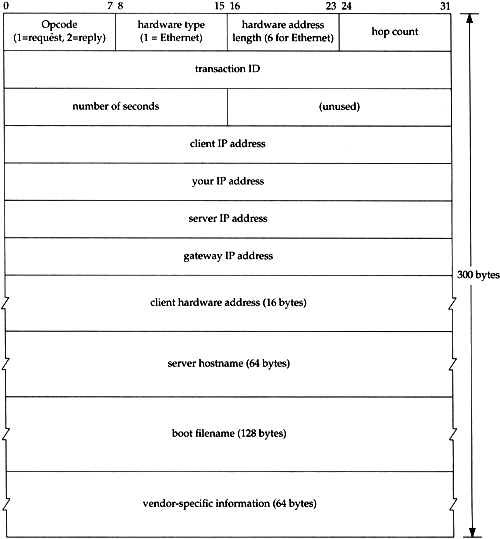 0 7 8 15 16 23 24 31
Opcode
(1=request, 2=reply)
hardware type
(1 = Ethernet)
hardware address
length (6 for Ethernet)
hop count
transaction ID
number of seconds
(unused)
client IP address
your IP address
server IP address
gateway IP address
300 bytes
client hardware address (16 bytes)
server hostname (64 bytes)
boot filename (128 bytes)
vendor-specific information (64 bytes)